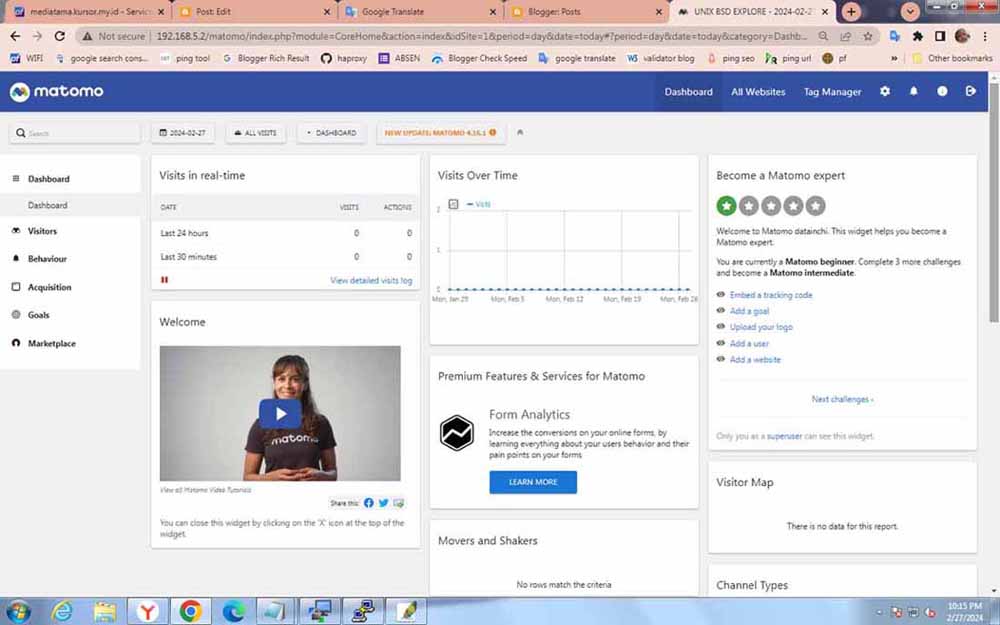 mediatama.kursor.my.id - Servic
Post: Edit
Google Translate
Blogger: Posts
UNIX BSD EXPLORE - 2024-02-2
Not secure | 192.168.5.2/matomo/index.php?module=CoreHome&action=index&idSite=1&period=day&date=today#?period=day&date=today&category=Dashb...
WIFI
google search cons...
ping tool
Blogger Rich Result
haproxy
ABSEN
Blogger Check Speed
google translate
validator blog
ping seo
ping url
pf
Other bookmarks
matomo
Dashboard
All Websites
Tag Manager
Search
2024-02-27
ALL VISITS
DASHBOARD
NEW UPDATE: MATOMO 4.16.1
Dashboard
Dashboard
Visitors
Behaviour
Acquisition
Goals
Marketplace
Visits in real-time
DATE VISITS ACTIONS
Last 24 hours 0 0
Last 30 minutes 0 0
View detailed visits log
Welcome
matomo
View all Matomo Video Tutorials
Share this:
You can close this widget by clicking on the 'X' icon at the top of the
widget.
Visits Over Time
Visits
2
1
0
Mon, Jan 29 Mon, Feb 5 Mon, Feb 12 Mon, Feb 19 Mon, Feb 26
Premium Features & Services for Matomo
Form Analytics
Increase the conversions on your online forms, by
learning everything about your users behavior and their
pain points on your forms
LEARN MORE
Movers and Shakers
No rows match the criteria
Become a Matomo expert
Welcome to Matomo datainchi. This widget helps you become a
Matomo expert.
You are currently a Matomo beginner. Complete 3 more challenges
and become a Matomo intermediate.
Embed a tracking code
Add a goal
Upload your logo
Add a user
Add a website
Next challenges ›
Only you as a superuser can see this widget.
Visitor Map
There is no data for this report.
Channel Types
10:15 PM
2/27/2024